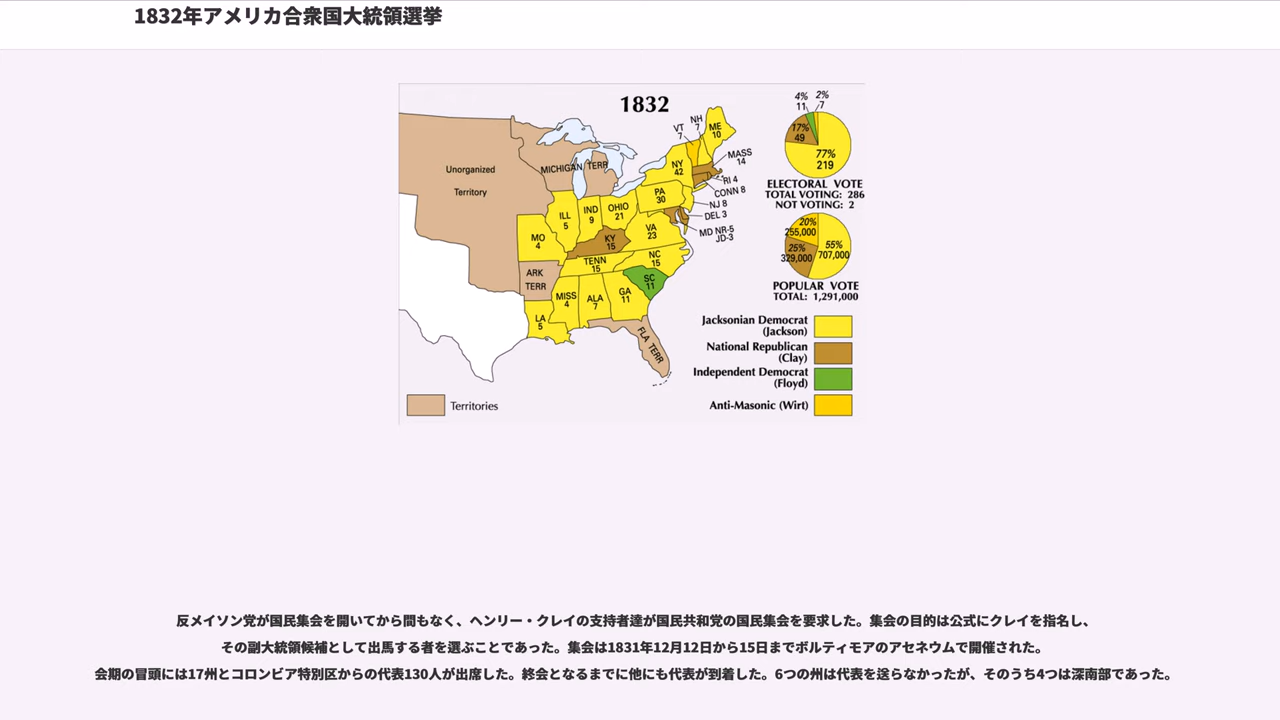 1832年アメリカ合衆国大統領選挙
1832
4%
11
2%
7
17%
49
77%
219
ELECTORAL VOTE
TOTAL VOTING: 286
NOT VOTING: 2
20%
255,000
25%
329,000
55%
707,000
POPULAR VOTE
TOTAL: 1,291,000
Unorganized
Territory
MICHIGAN TERR
VT
7
NH
7
ME
10
MASS
14
RI 4
CONN 8
NJ 8
DEL 3
MD NR-5
JD-3
NY
42
PA
30
OHIO
21
IND
9
ILL
5
MO
4
KY
15
VA
23
NC
15
TENN
15
SC
11
ARK
TERR
MISS
4
ALA
7
GA
11
LA
5
FLA TERR
Jacksonian Democrat
(Jackson)
National Republican
(Clay)
Independent Democrat
(Floyd)
Anti-Masonic (Wirt)
Territories
反メイソン党が国民集会を開いてから間もなく、ヘンリー・クレイの支持者達が国民共和党の国民集会を要求した。集会の目的は公式にクレイを指名し、
その副大統領候補として出馬する者を選ぶことであった。集会は1831年12月12日から15日までボルティモアのアセネウムで開催された。
会期の冒頭には17州とコロンビア特別区からの代表130人が出席した。終会となるまでに他にも代表が到着した。6つの州は代表を送らなかったが、そのうち4つは深南部であった。